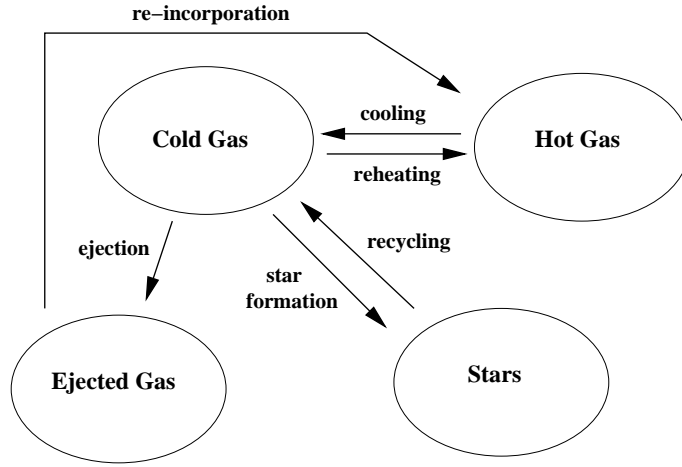 re−incorporation
cooling
Cold Gas
Hot Gas
reheating
recycling
ejection
star
formation
Ejected Gas
Stars